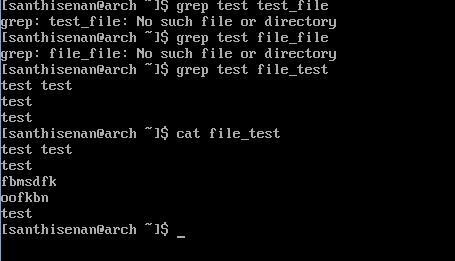 [santhisenan@arch ~]$ grep test test_file
grep: test_file: No such file or directory
[santhisenan@arch ~]$ grep test file_file
grep: file_file: No such file or directory
[santhisenan@arch ~]$ grep test file_test
test test
test
test
[santhisenan@arch ~]$ cat file_test
test test
test
fbmsdfk
oofkbn
test
[santhisenan@arch ~]$ _